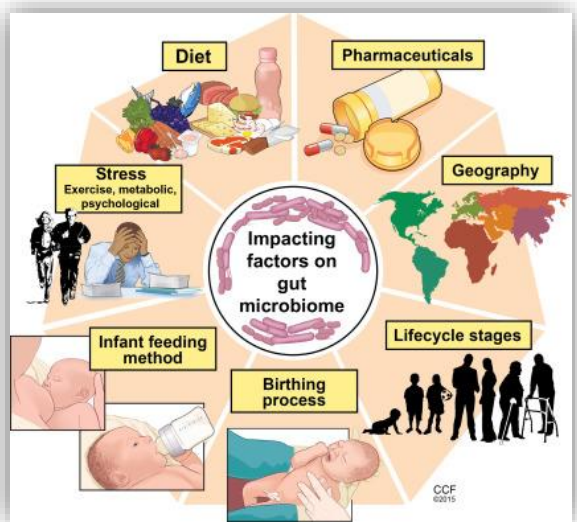 Diet
Pharmaceuticals
Stress
Exercise, metabolic,
psychological
Geography
Impacting
factors on
gut
microbiome
Infant feeding
method
Birthing
process
Lifecycle stages
CCF
©2015